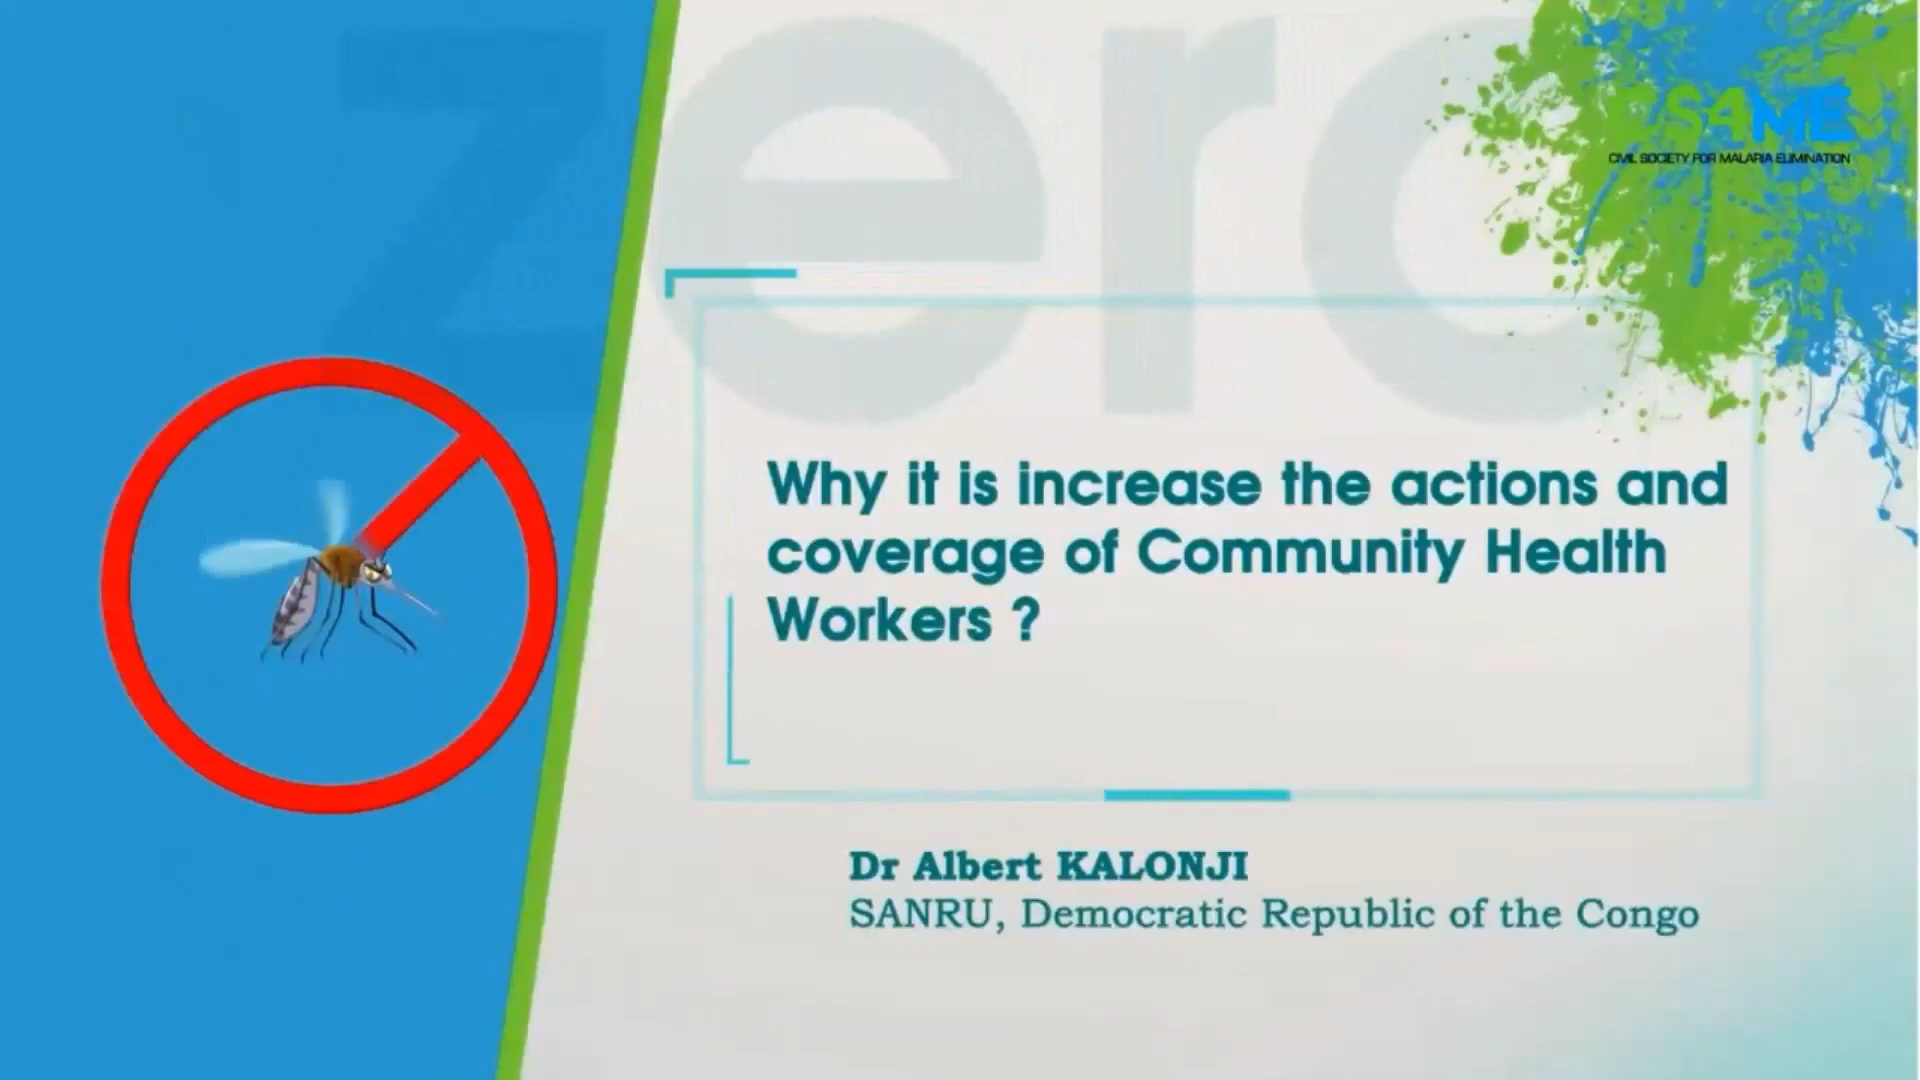 zero
CS4ME
CIVIL SOCIETY FOR MALARIA ELIMINATION
Why it is increase the actions and
coverage of Community Health
Workers ?
Dr Albert KALONJI
SANRU, Democratic Republic of the Congo